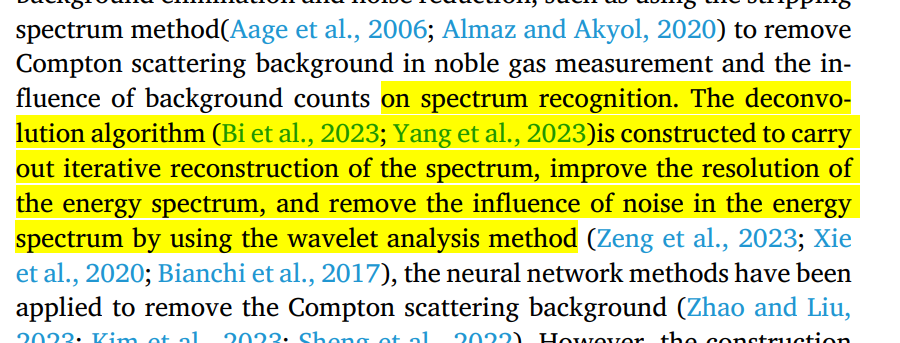 background elimination and noise reduction, such as using the stripping
spectrum method(Aage et al., 2006; Almaz and Akyol, 2020) to remove
Compton scattering background in noble gas measurement and the in-
fluence of background counts on spectrum recognition. The deconvo-
lution algorithm (Bi et al., 2023; Yang et al., 2023)is constructed to carry
out iterative reconstruction of the spectrum, improve the resolution of
the energy spectrum, and remove the influence of noise in the energy
spectrum by using the wavelet analysis method (Zeng et al., 2023; Xie
et al., 2020; Bianchi et al., 2017), the neural network methods have been
applied to remove the Compton scattering background (Zhao and Liu,
2023; Kim et al., 2023; Sheng et al., 2022). However, the construction